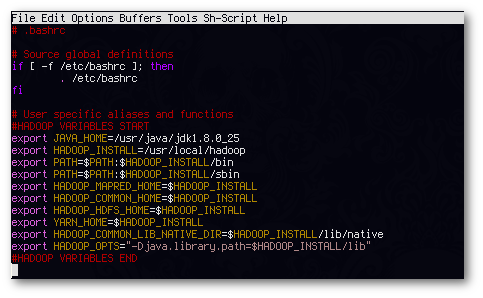 File Edit Options Buffers Tools Sh-Script Help
# .bashrc
# Source global definitions
if [ -f /etc/bashrc ]; then
. /etc/bashrc
fi
# User specific aliases and functions
#HADOOP VARIABLES START
export JAVA_HOME=/usr/java/jdk1.8.0_25
export HADOOP_INSTALL=/usr/local/hadoop
export PATH=$PATH:$HADOOP_INSTALL/bin
export PATH=$PATH:$HADOOP_INSTALL/sbin
export HADOOP_MAPRED_HOME=$HADOOP_INSTALL
export HADOOP_COMMON_HOME=$HADOOP_INSTALL
export HADOOP_HDFS_HOME=$HADOOP_INSTALL
export YARN_HOME=$HADOOP_INSTALL
export HADOOP_COMMON_LIB_NATIVE_DIR=$HADOOP_INSTALL/lib/native
export HADOOP_OPTS="-Djava.library.path=$HADOOP_INSTALL/lib"
#HADOOP VARIABLES END